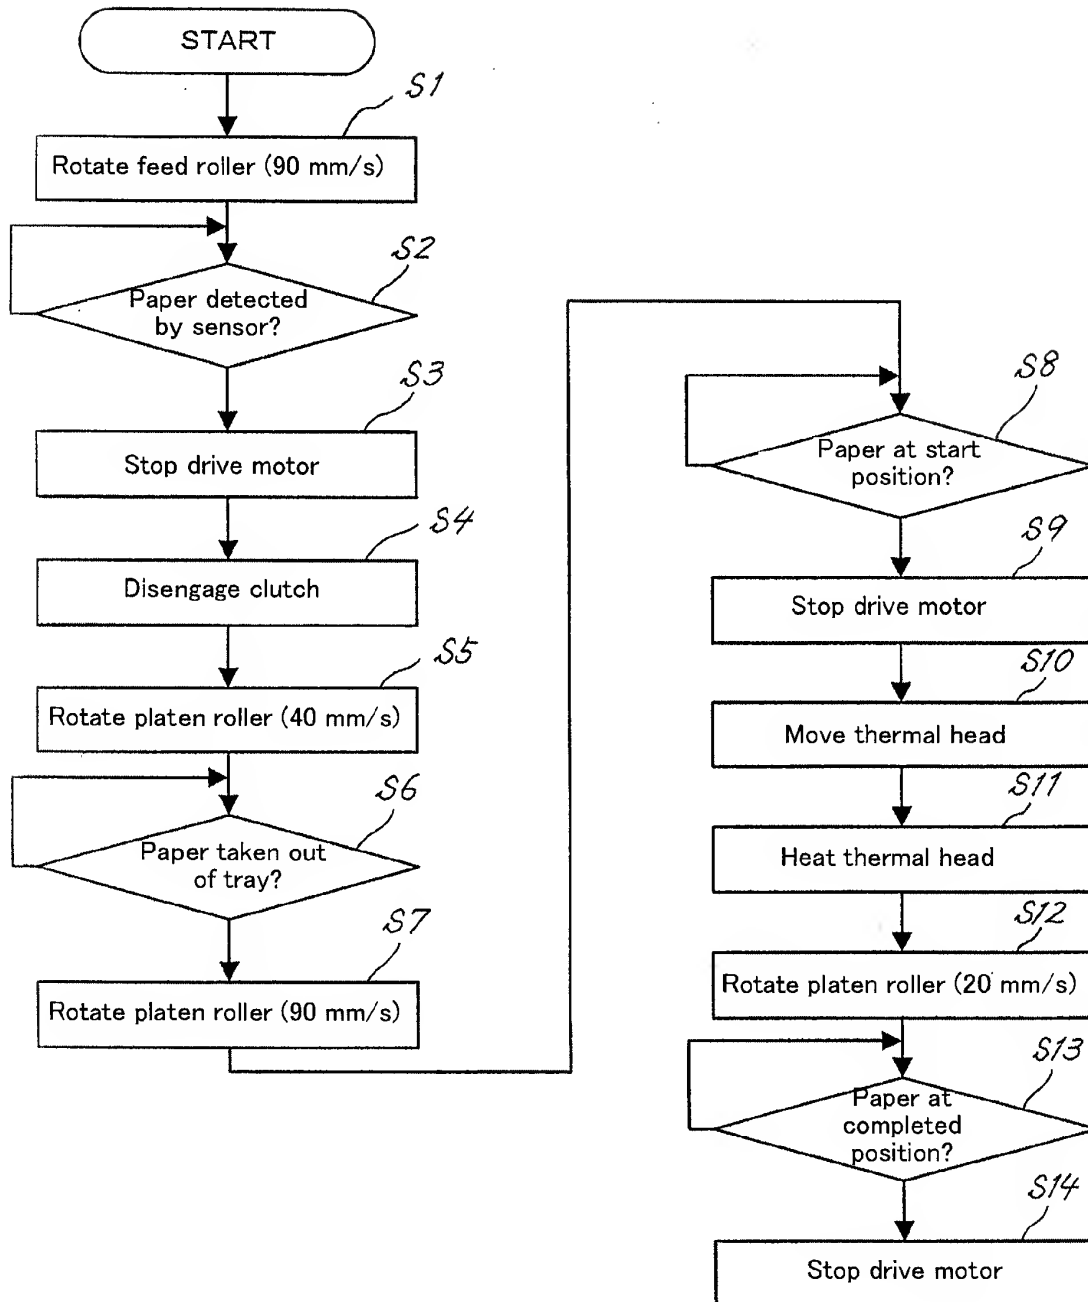 START
S1
Rotate feed roller (90 mm/s)
S2
Paper detected
by sensor?
S3
Stop drive motor
S4
Disengage clutch
S5
Rotate platen roller (40 mm/s)
S6
Paper taken out
of tray?
S7
Rotate platen roller (90 mm/s)
S8
Paper at start
position?
S9
Stop drive motor
S10
Move thermal head
S11
Heat thermal head
S12
Rotate platen roller (20 mm/s)
S13
Paper at
completed
position?
S14
Stop drive motor